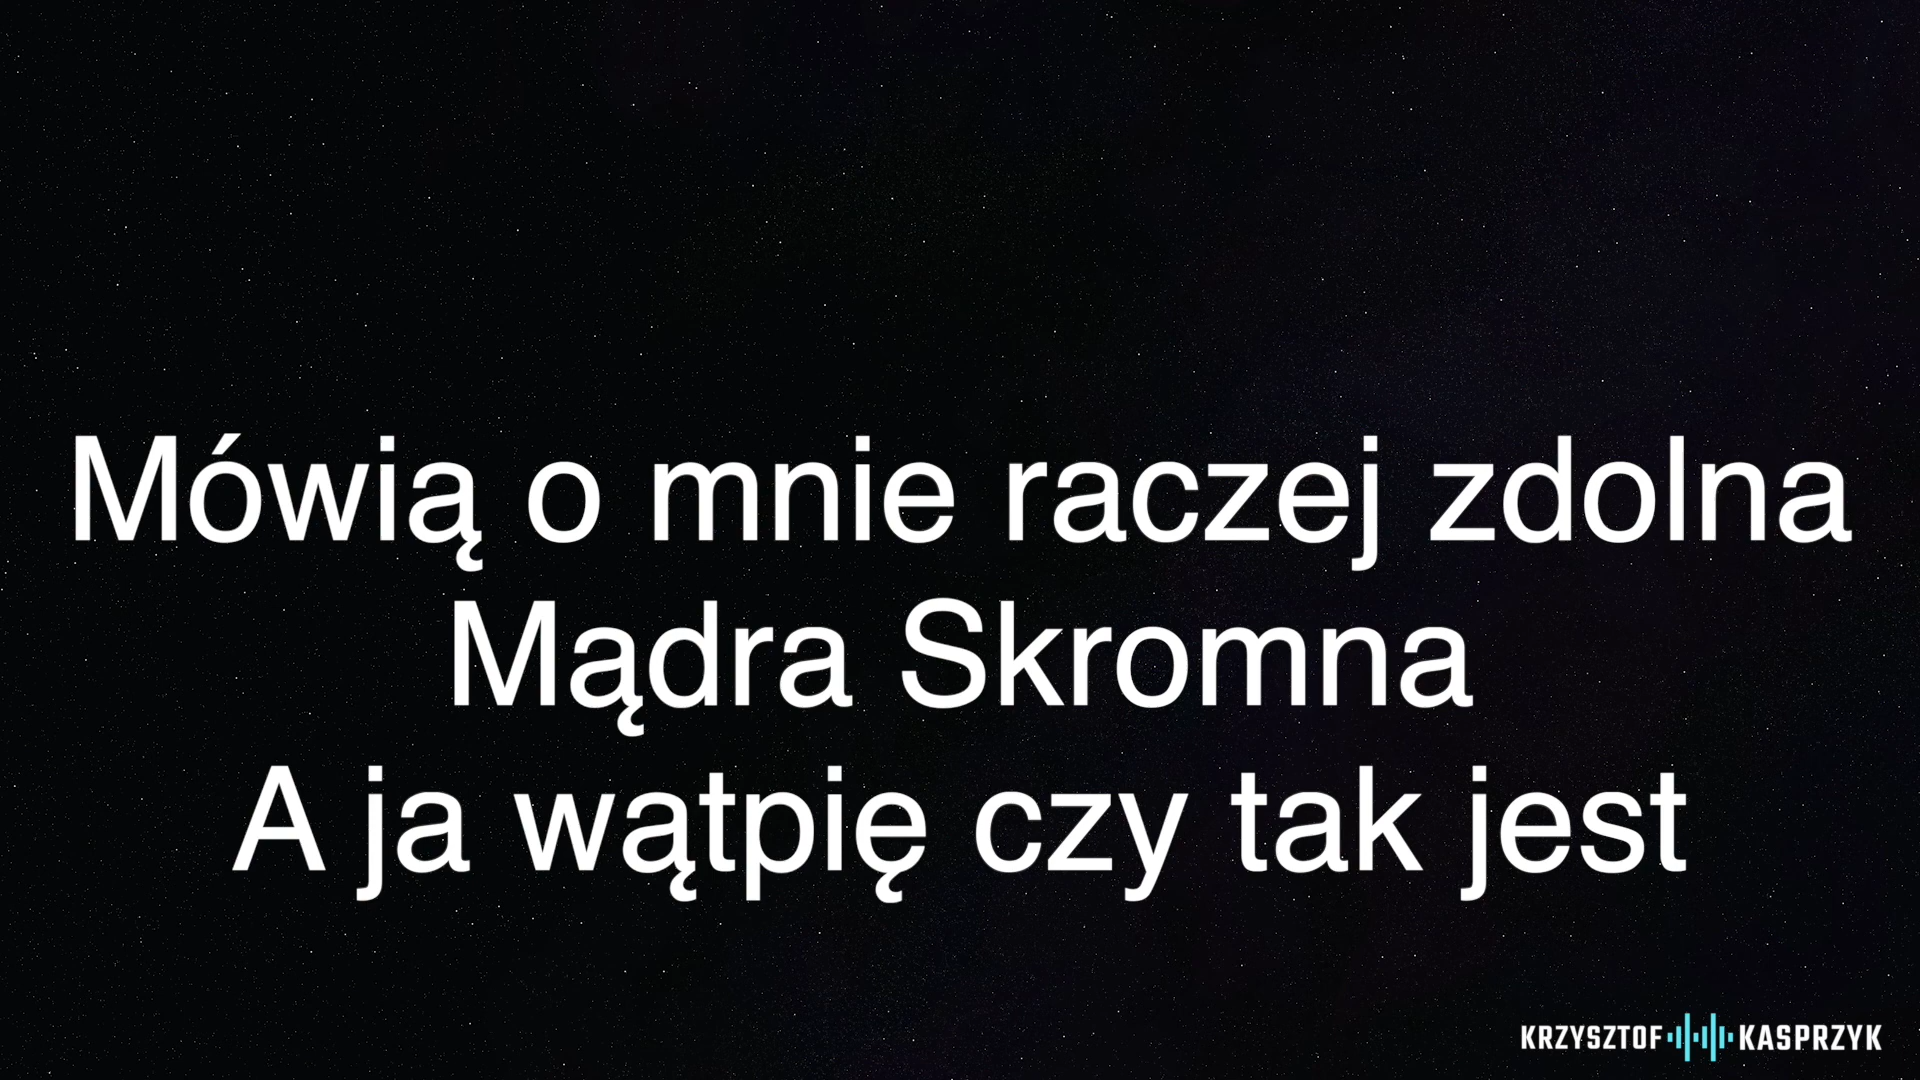 Mówią o mnie raczej zdolna
Mądra Skromna
A ja wątpię czy tak jest
KRZYSZTOF KASPRZYK